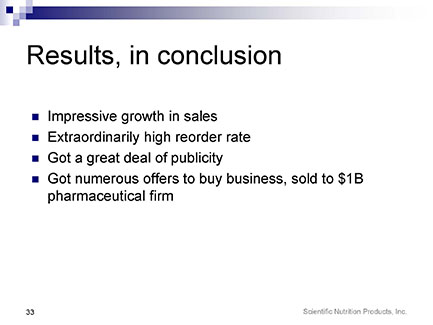 Results, in conclusion
Impressive growth in sales
Extraordinarily high reorder rate
Got a great deal of publicity
Got numerous offers to buy business, sold to $1B
pharmaceutical firm
33
Scientific Nutrition Products, Inc.